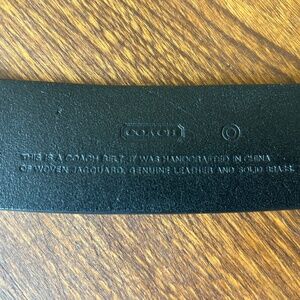 COACH
THIS IS A COACH BELT. IT WAS HANDCRAFTED IN CHINA
OF WOVEN JACQUARD, GENUINE LEATHER AND SOLID BRASS.